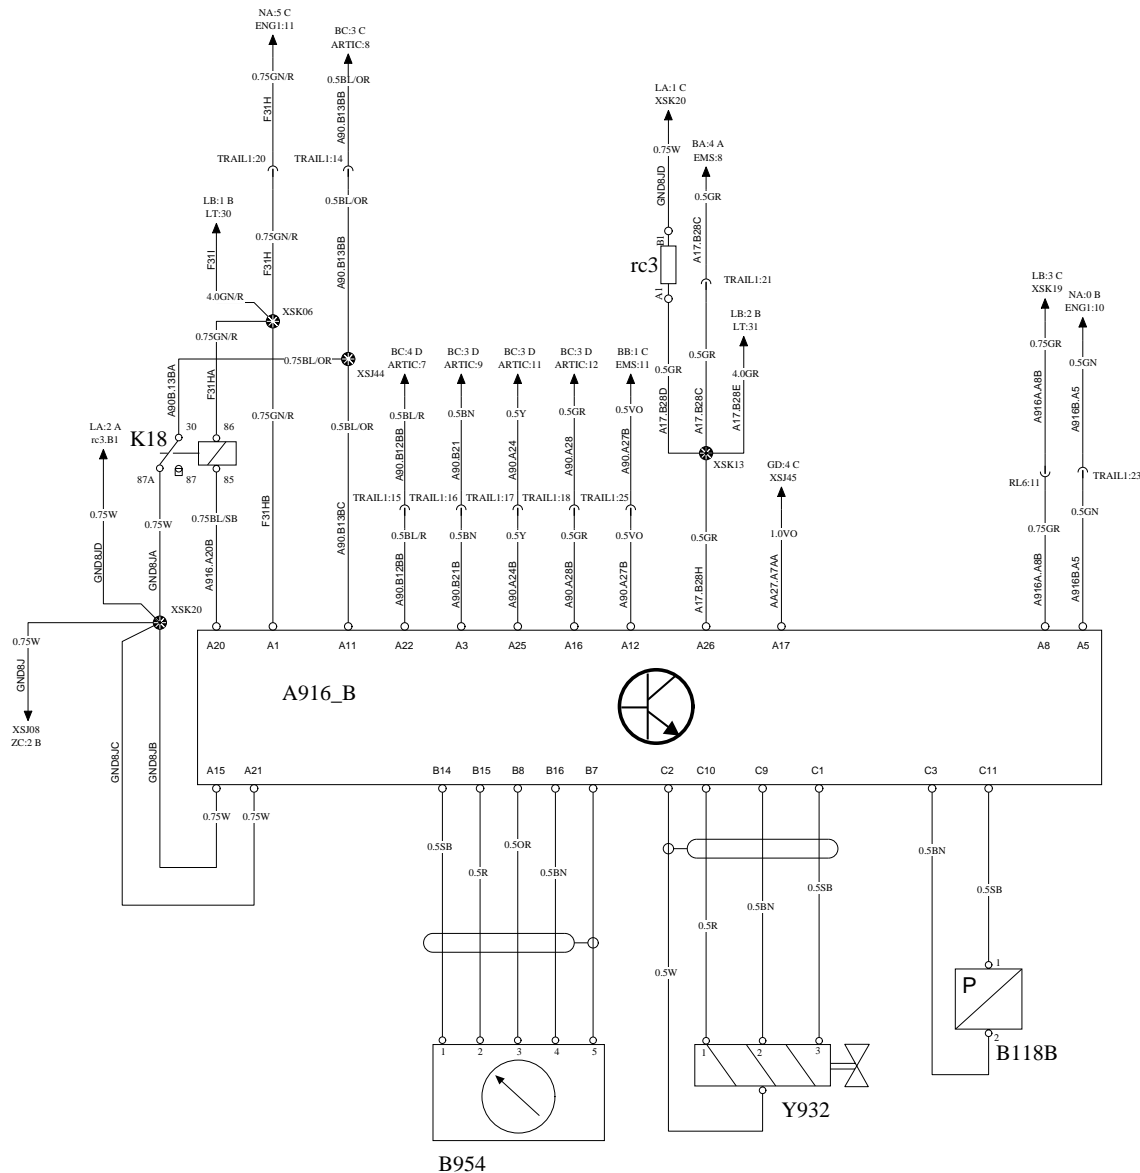 NA:5 C
ENG1:11
BC:3 C
ARTIC:8
0.75GN/R
0.5BL/OR
F31H
A90.B13BB
LA:1 C
XSK20
BA:4 A
EMS:8
0.75W
GND8JD
TRAIL1:20
TRAIL1:14
0.5BL/OR
0.5GR
A17.B28C
LB:1 B
LT:30
F31I
0.75GN/R
F31H
A90.B13BB
B1
rc3
A1
TRAIL1:21
LB:3 C
XSK19
NA:0 B
ENG1:10
4.0GN/R
XSK06
LB:2 B
LT:31
0.75GN/R
0.75BL/OR
XSJ44
0.75GR
0.5GN
BC:4 D
ARTIC:7
BC:3 D
ARTIC:9
BC:3 D
ARTIC:11
BC:3 D
ARTIC:12
BB:1 C
EMS:11
0.5GR
0.5GR
4.0GR
A90B.13BA
F31HA
0.75GN/R
0.5BL/OR
0.5BL/R
0.5BN
0.5Y
0.5GR
0.5VO
A17.B28D
A17.B28C
A17.B28E
A916A.A8B
A916B.A5
LA:2 A
rc3.B1
K18
30
86
A90.B12BB
A90.B21
A90.A24
A90.A28
A90.A27B
XSK13
GD:4 C
XSJ45
87A
87
85
RL6:11
TRAIL1:23
TRAIL1:15
TRAIL1:16
TRAIL1:17
TRAIL1:18
TRAIL1:25
0.75W
0.75W
0.75BL/SB
F31HB
A90.B13BC
0.5BL/R
0.5BN
0.5Y
0.5GR
0.5VO
0.5GR
1.0VO
0.75GR
0.5GN
GND8JD
GND8JA
A916.A20B
A90.B12BB
A90.B21B
A90.A24B
A90.A28B
A90.A27B
A17.B28H
AA27.A7AA
A916A.A8B
A916B.A5
XSK20
0.75W
GND8J
A20
A1
A11
A22
A3
A25
A16
A12
A26
A17
A8
A5
A916_B
XSJ08
ZC:2 B
GND8JC
GND8JB
A15
A21
B14
B15
B8
B16
B7
C2
C10
C9
C1
C3
C11
0.75W
0.75W
0.5SB
0.5R
0.5OR
0.5BN
0.5W
0.5R
0.5BN
0.5SB
0.5BN
0.5SB
1
P
2
B118B
1
2
3
4
5
1
2
3
Y932
B954